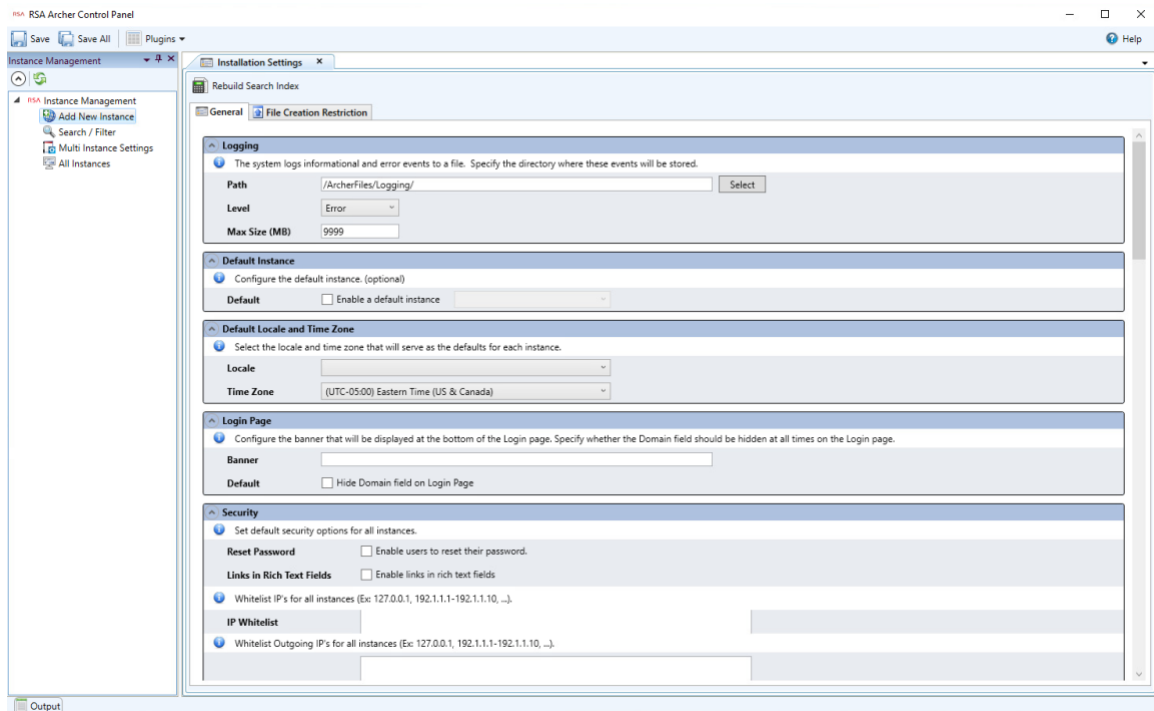 RSA RSA Archer Control Panel
Save Save All Plugins Help
Instance Management
Installation Settings
RSA Instance Management
Add New Instance
Search / Filter
Multi Instance Settings
All Instances
Rebuild Search Index
General File Creation Restriction
Logging
The system logs informational and error events to a file. Specify the directory where these events will be stored.
Path /ArcherFiles/Logging/ Select
Level Error
Max Size (MB) 9999
Default Instance
Configure the default instance. (optional)
Default Enable a default instance
Default Locale and Time Zone
Select the locale and time zone that will serve as the defaults for each instance.
Locale
Time Zone (UTC-05:00) Eastern Time (US & Canada)
Login Page
Configure the banner that will be displayed at the bottom of the Login page. Specify whether the Domain field should be hidden at all times on the Login page.
Banner
Default Hide Domain field on Login Page
Security
Set default security options for all instances.
Reset Password Enable users to reset their password.
Links in Rich Text Fields Enable links in rich text fields
Whitelist IP's for all instances (Ex: 127.0.0.1, 192.1.1.1-192.1.1.10, ...).
IP Whitelist
Whitelist Outgoing IP's for all instances (Ex: 127.0.0.1, 192.1.1.1-192.1.1.10, ...).
Output